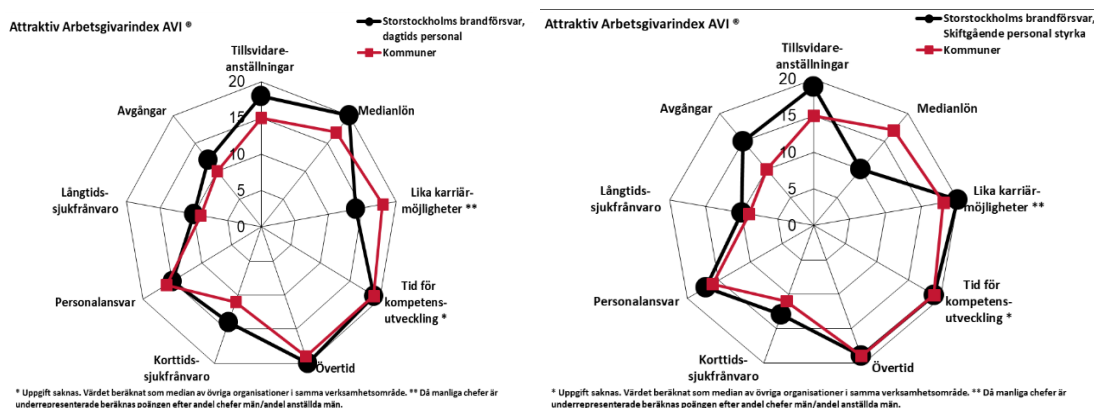 Attraktiv Arbetsgivarindex AVI ®
Storstockholms brandförsvar,
dagtids personal
Kommuner
Tillsvidare-
anställningar
20
15
10
5
0
Medianlön
Lika karriär-
möjligheter **
Tid för
kompetens-
utveckling *
Övertid
Korttids-
sjukfrånvaro
Personalansvar
Långtids-
sjukfrånvaro
Avgångar
* Uppgift saknas. Värdet beräknat som median av övriga organisationer i samma verksamhetsområde. ** Då manliga chefer är
underrepresenterade beräknas poängen efter andel chefer män/andel anställda män.
Attraktiv Arbetsgivarindex AVI ®
Storstockholms brandförsvar,
Skiftgående personal styrka
Kommuner
Tillsvidare-
anställningar
20
15
10
5
0
Medianlön
Lika karriär-
möjligheter **
Tid för
kompetens-
utveckling *
Övertid
Korttids-
sjukfrånvaro
Personalansvar
Långtids-
sjukfrånvaro
Avgångar
* Uppgift saknas. Värdet beräknat som median av övriga organisationer i samma verksamhetsområde. ** Då manliga chefer är
underrepresenterade beräknas poängen efter andel chefer män/andel anställda män.